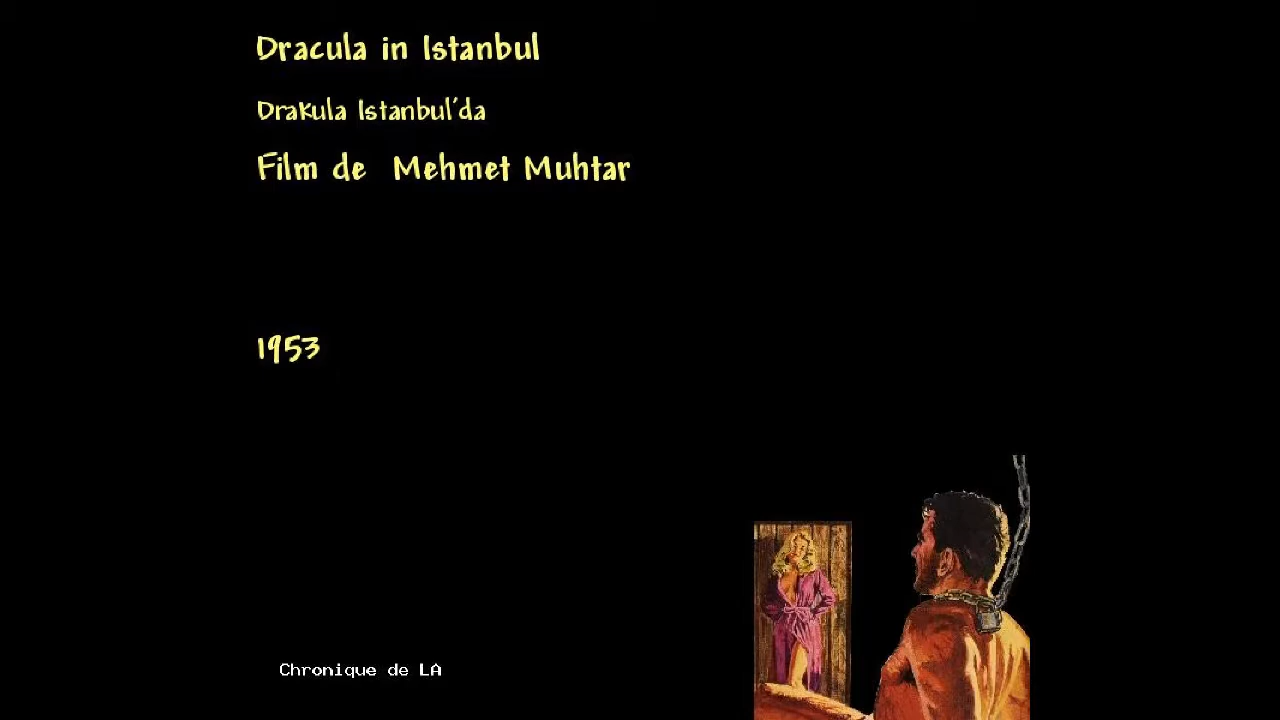 Dracula in Istanbul
Drakula Istanbul'da
Film de Mehmet Muhtar
1953
Chronique de LA